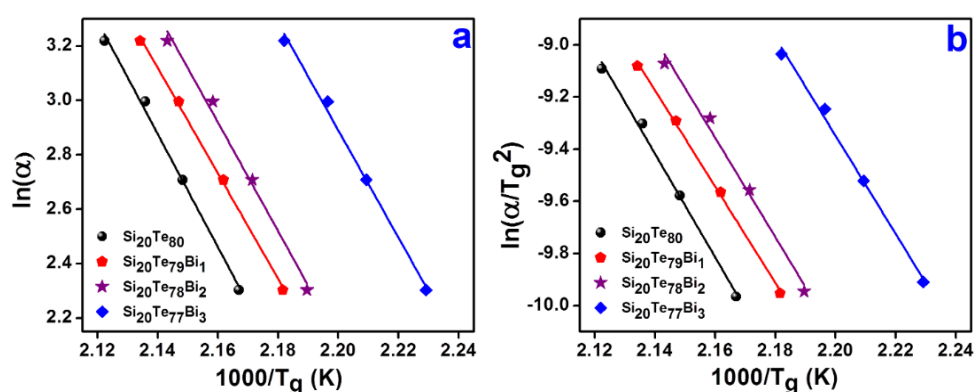 a
3.2
3.0
2.8
2.6
2.4
2.2
ln(α)
Si20Te80
Si20Te79Bi1
Si20Te78Bi2
Si20Te77Bi3
2.12 2.14 2.16 2.18 2.20 2.22 2.24
1000/Tg (K)
b
-9.0
-9.2
-9.4
-9.6
-9.8
-10.0
ln(α/Tg2)
Si20Te80
Si20Te79Bi1
Si20Te78Bi2
Si20Te77Bi3
2.12 2.14 2.16 2.18 2.20 2.22 2.24
1000/Tg (K)